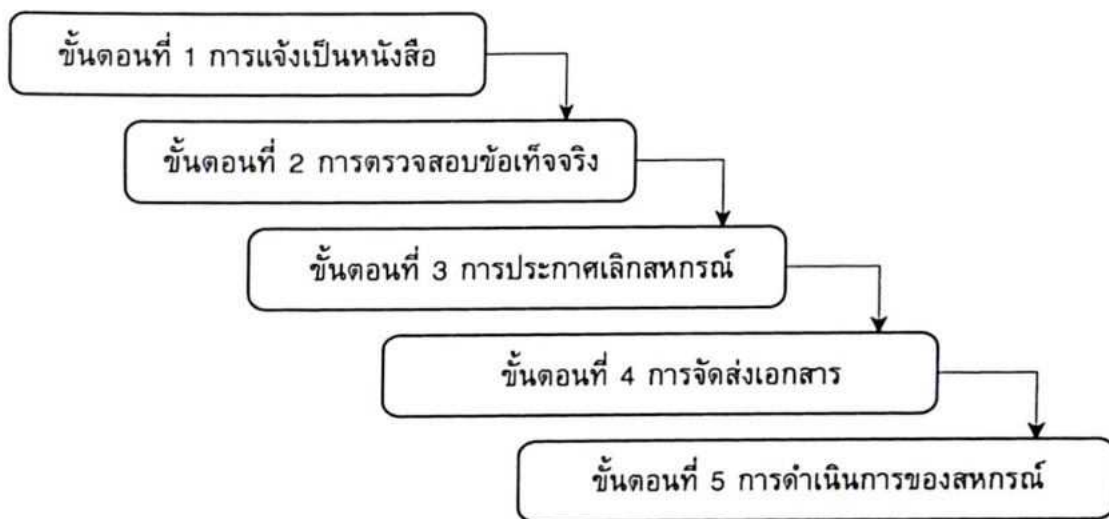 ขั้นตอนที่ 1 การแจ้งเป็นหนังสือ
ขั้นตอนที่ 2 การตรวจสอบข้อเท็จจริง
ขั้นตอนที่ 3 การประกาศเลิกสหกรณ์
ขั้นตอนที่ 4 การจัดส่งเอกสาร
ขั้นตอนที่ 5 การดำเนินการของสหกรณ์